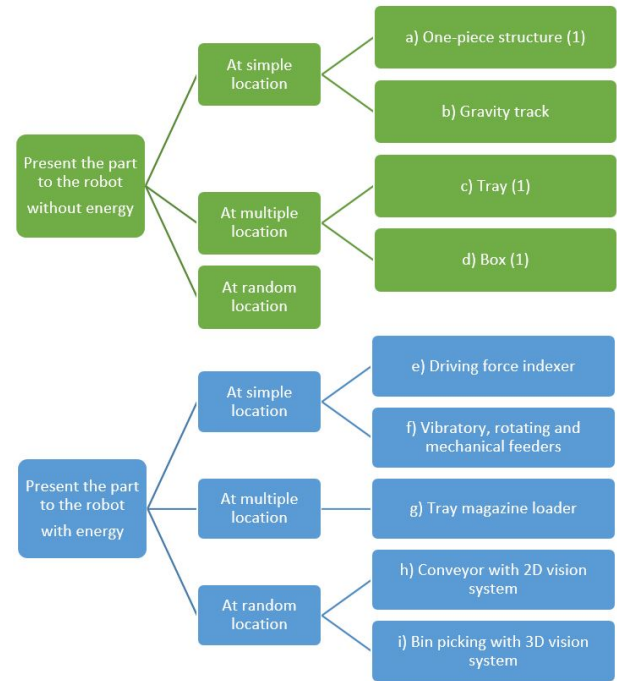 Present the part
to the robot
without energy
At simple
location
a) One-piece structure (1)
b) Gravity track
At multiple
location
c) Tray (1)
d) Box (1)
At random
location
Present the part
to the robot
with energy
At simple
location
e) Driving force indexer
f) Vibratory, rotating and
mechanical feeders
At multiple
location
g) Tray magazine loader
At random
location
h) Conveyor with 2D vision
system
i) Bin picking with 3D vision
system